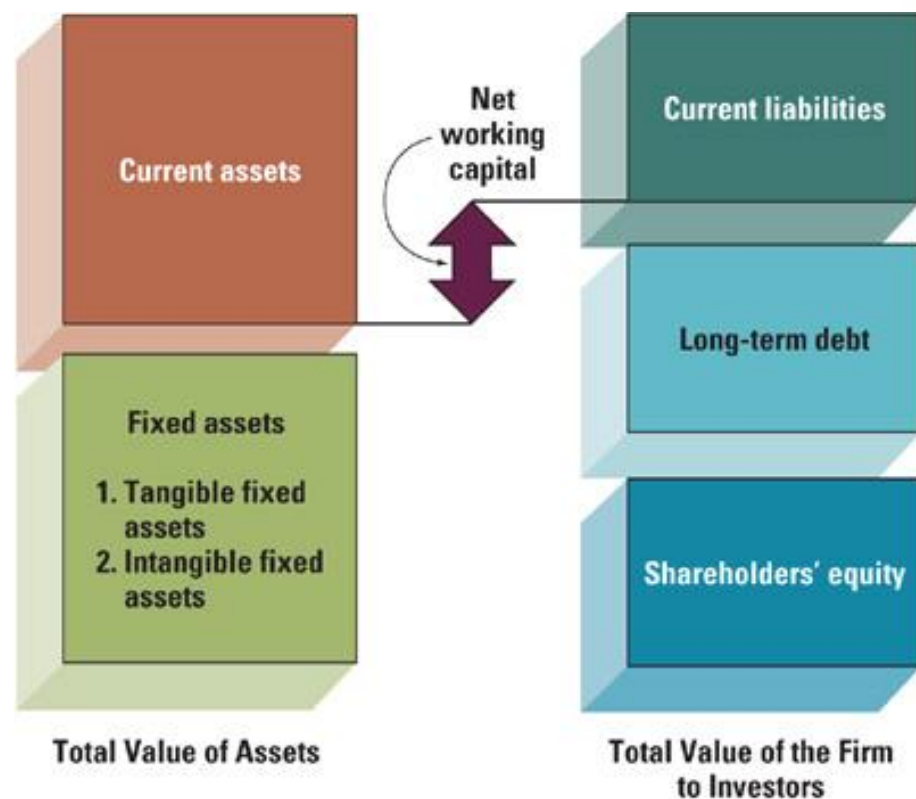 Current assets
Net
working
capital
Current liabilities
Long-term debt
Fixed assets
1. Tangible fixed
assets
2. Intangible fixed
assets
Shareholders' equity
Total Value of Assets
Total Value of the Firm
to Investors